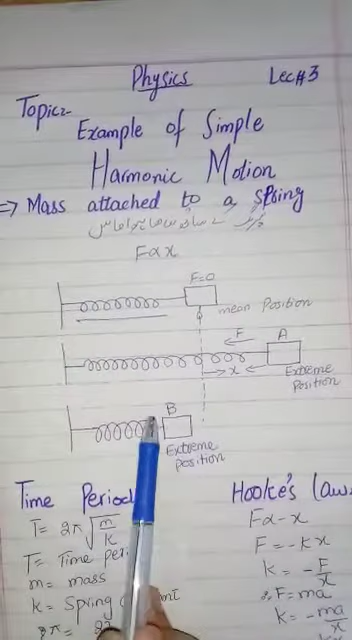 Physics Lec#3
Topic:-
Example of Simple
Harmonic Motion
⇒ Mass attached to a spring
F∝x
F=0
mean Position
F
A
x
Extreme
Position
B
Extreme
position
Time Period
Hooke's Law
T = 2π√(m/k)
F∝-x
T= Time
F=-Kx
m= mass
k = -F/x
k = Spring
∴F=ma
k = -ma/x